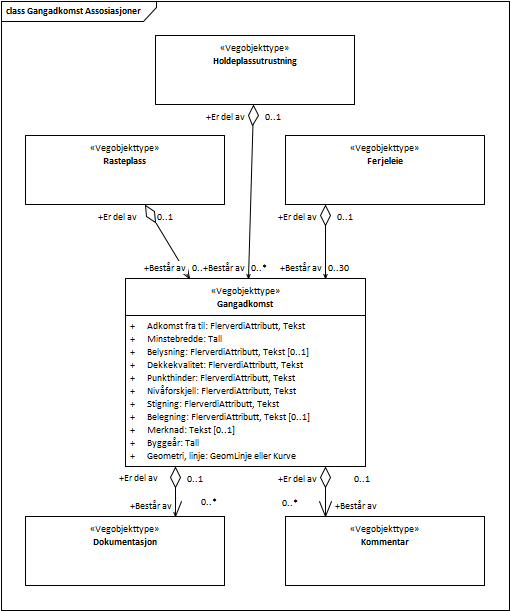 class Gangadkomst Assosiasjoner
«Vegobjekttype»
Holdeplassutrustning
+Er del av 0..1
«Vegobjekttype»
Rasteplass
«Vegobjekttype»
Ferjeleie
+Er del av 0..1
+Er del av 0..1
+Består av 0..
+Består av 0..*
+Består av 0..30
«Vegobjekttype»
Gangadkomst
+ Adkomst fra til: FlerverdiAttributt, Tekst
+ Minstebredde: Tall
+ Belysning: FlerverdiAttributt, Tekst [0..1]
+ Dekkekvalitet: FlerverdiAttributt, Tekst
+ Punkthinder: FlerverdiAttributt, Tekst
+ Nivåforskjell: FlerverdiAttributt, Tekst
+ Stigning: FlerverdiAttributt, Tekst
+ Belegning: FlerverdiAttributt, Tekst [0..1]
+ Merknad: Tekst [0..1]
+ Byggeår: Tall
+ Geometri, linje: GeomLinje eller Kurve
+Er del av 0..1
+Er del av 0..1
0..*
+Består av
0..*
+Består av
«Vegobjekttype»
Dokumentasjon
«Vegobjekttype»
Kommentar